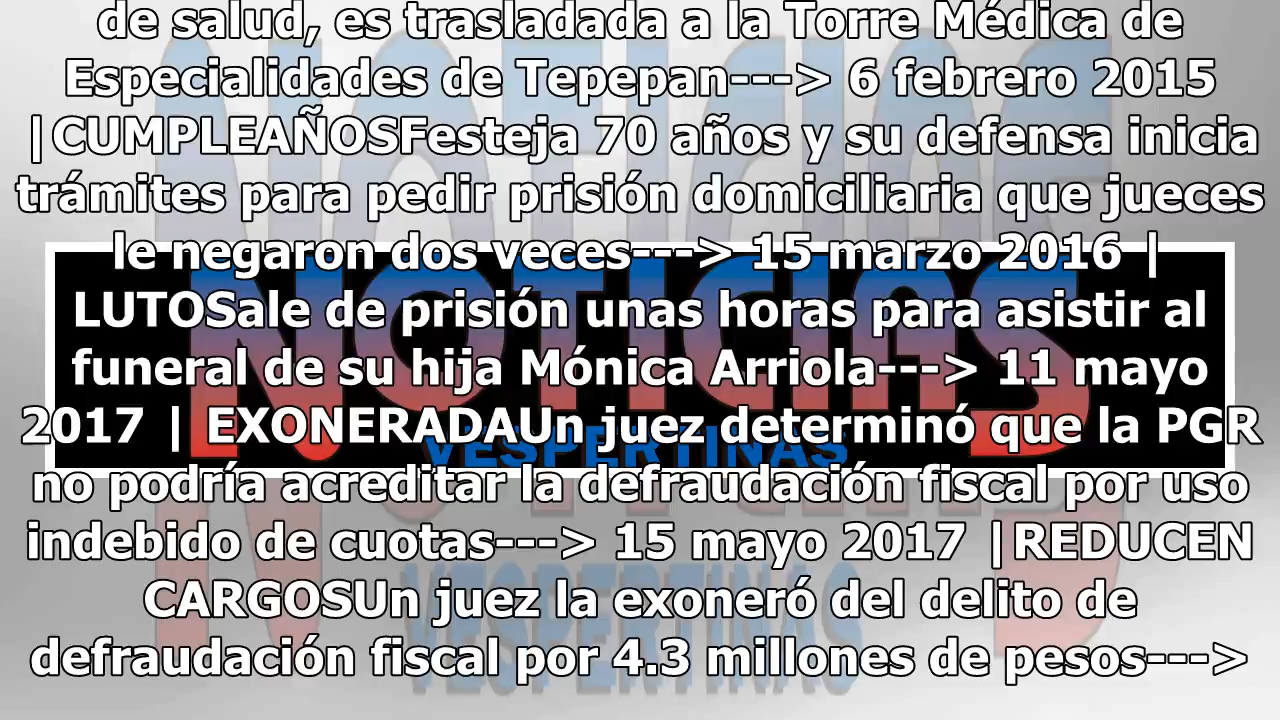 de salud, es trasladada a la Torre Médica de
Especialidades de Tepepan---> 6 febrero 2015
|CUMPLEAÑOSFesteja 70 años y su defensa inicia
trámites para pedir prisión domiciliaria que jueces
le negaron dos veces---> 15 marzo 2016 |
LUTOSale de prisión unas horas para asistir al
funeral de su hija Mónica Arriola---> 11 mayo
2017 | EXONERADAUn juez determinó que la PGR
no podría acreditar la defraudación fiscal por uso
indebido de cuotas---> 15 mayo 2017 |REDUCEN
CARGOSUn juez la exoneró del delito de
defraudación fiscal por 4.3 millones de pesos--->
NOTICIAS
VESPERTINAS
NOTICIAS
VESPERTINAS